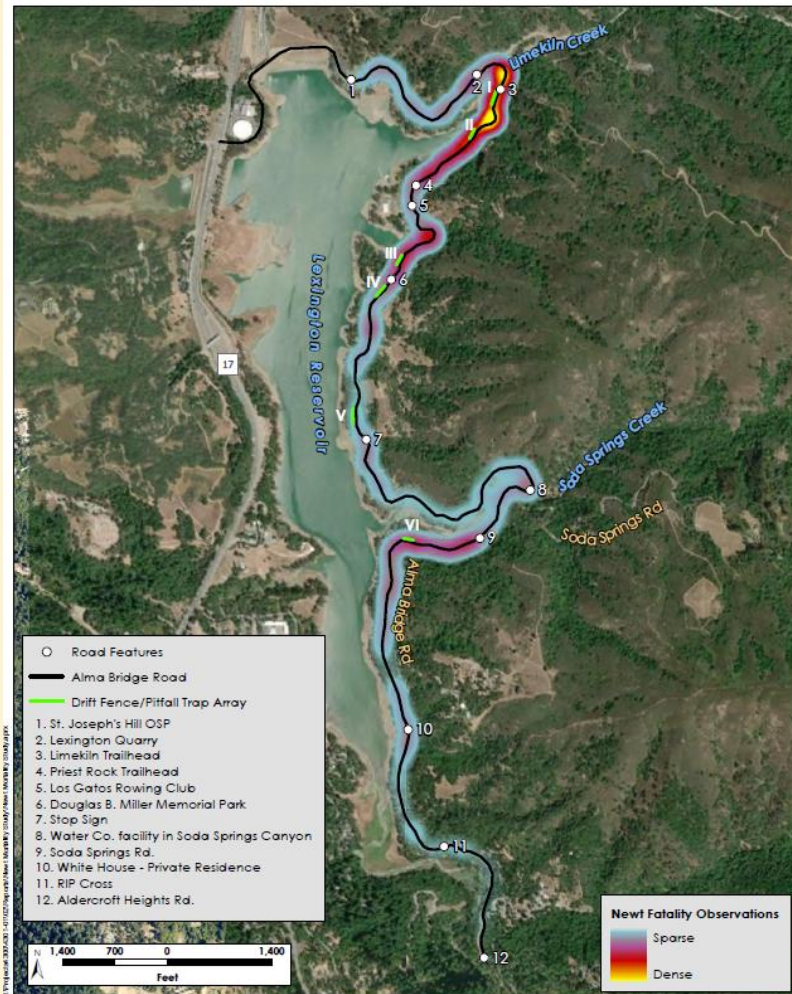 Limekiln Creek
1
2
I
3
II
4
5
III
6
IV
Lexington Reservoir
17
V
7
Soda Springs Creek
8
Soda Springs Rd
VI
9
Alma Bridge Rd.
10
11
12
Road Features
Alma Bridge Road
Drift Fence/Pitfall Trap Array
1. St. Joseph's Hill OSP
2. Lexington Quarry
3. Limekiln Trailhead
4. Priest Rock Trailhead
5. Los Gatos Rowing Club
6. Douglas B. Miller Memorial Park
7. Stop Sign
8. Water Co. facility in Soda Springs Canyon
9. Soda Springs Rd.
10. White House - Private Residence
11. RIP Cross
12. Aldercroft Heights Rd.
N 1,400 700 0 1,400
Feet
Newt Fatality Observations
Sparse
Dense